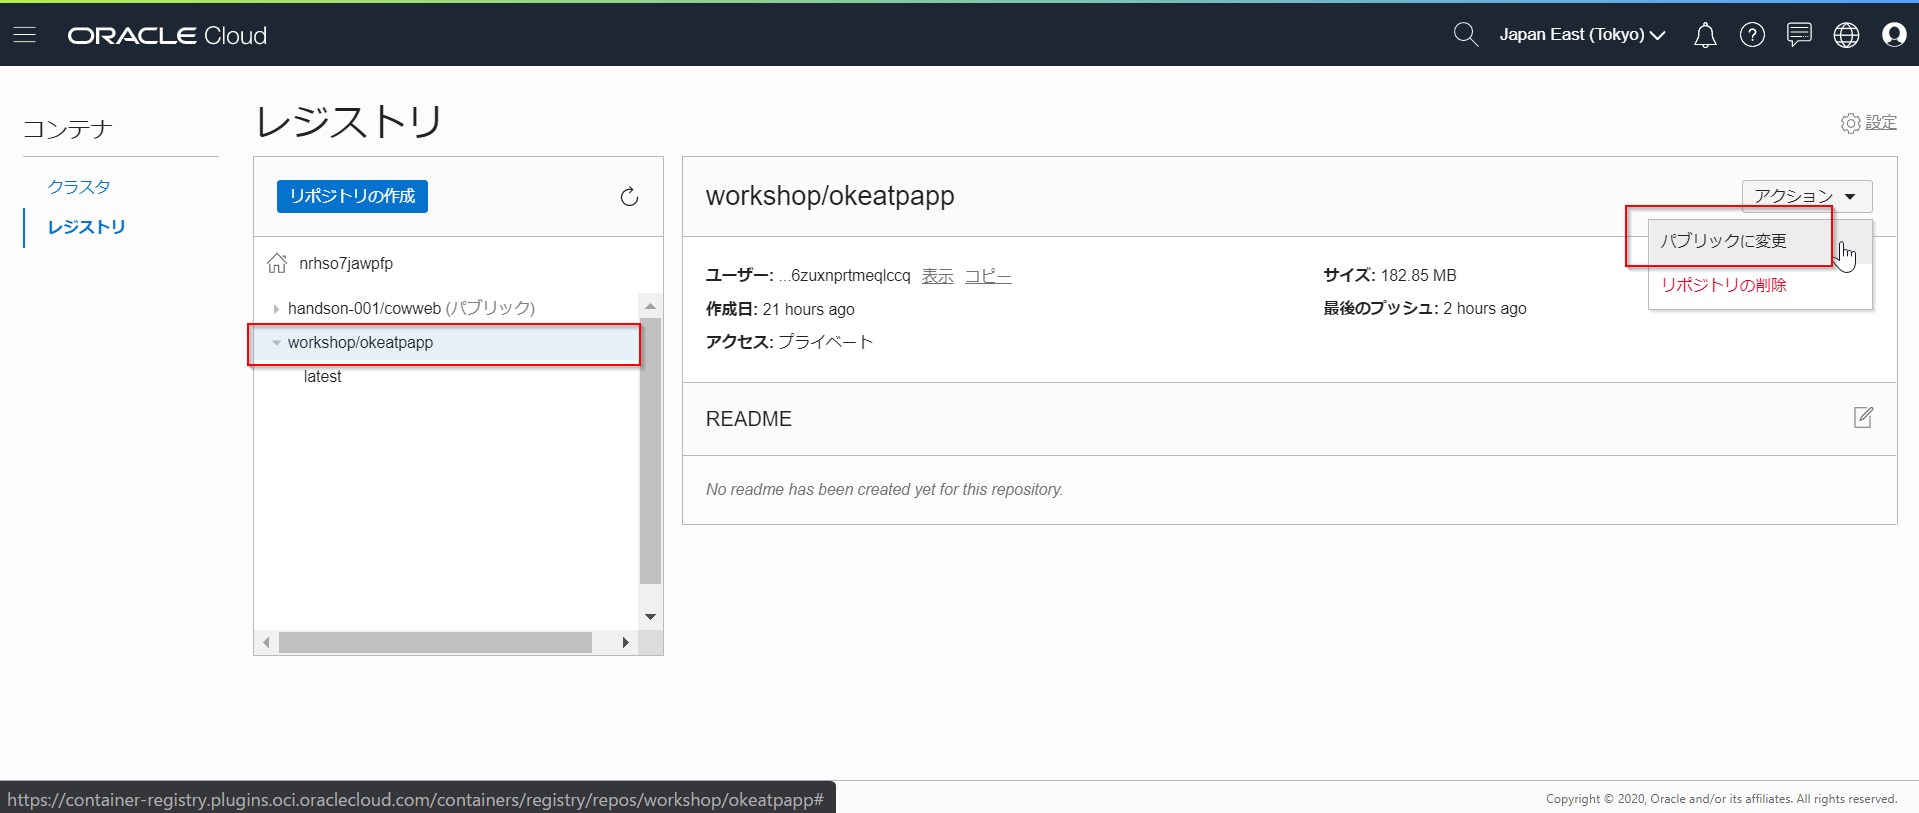 ORACLE Cloud
Japan East (Tokyo)
コンテナ
クラスタ
レジストリ
レジストリ
設定
リポジトリの作成
nrhso7jawpfp
handson-001/cowweb (パブリック)
workshop/okeatpapp
latest
workshop/okeatpapp
アクション
パブリックに変更
リポジトリの削除
ユーザー: ...6zuxnprtmeqlccq 表示 コピー
作成日: 21 hours ago
アクセス: プライベート
サイズ: 182.85 MB
最後のプッシュ: 2 hours ago
README
No readme has been created yet for this repository.
https://container-registry.plugins.oci.oraclecloud.com/containers/registry/repos/workshop/okeatpapp#
Copyright © 2020, Oracle and/or its affiliates. All rights reserved.